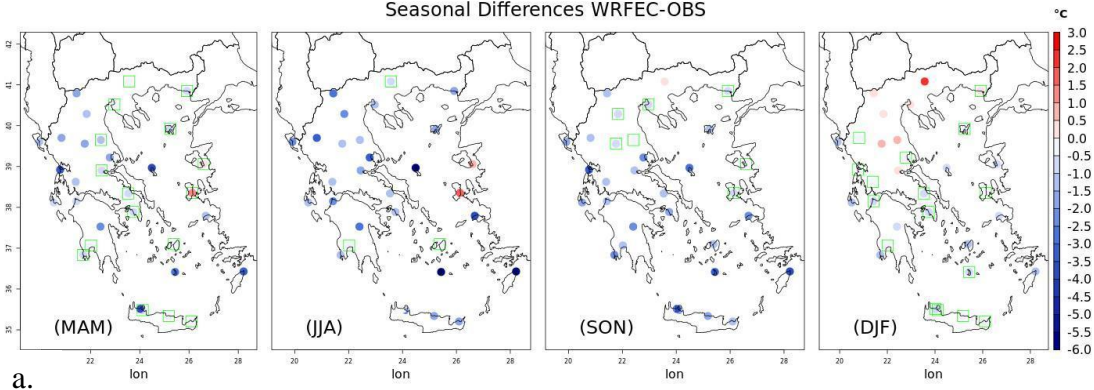 Seasonal Differences WRFEC-OBS
°C
42
41
40
39
38
37
36
35
(MAM)
(JJA)
(SON)
(DJF)
3.0
2.5
2.0
1.5
1.0
0.5
0.0
-0.5
-1.0
-1.5
-2.0
-2.5
-3.0
-3.5
-4.0
-4.5
-5.0
-5.5
-6.0
22 24 26 28
20 22 24 26 28
20 22 24 26 28
20 22 24 26 28
lon
lon
lon
lon
a.